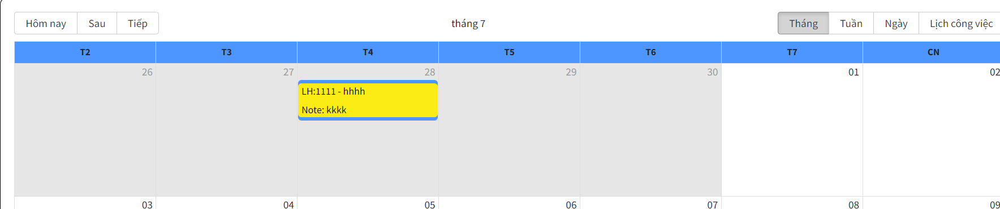 Hôm nay Sau Tiếp tháng 7 Tháng Tuần Ngày Lịch công việc
T2 T3 T4 T5 T6 T7 CN
26 27 28 29 30 01 02
LH:1111 - hhhh
Note: kkkk
03 04 05 06 07 08 09